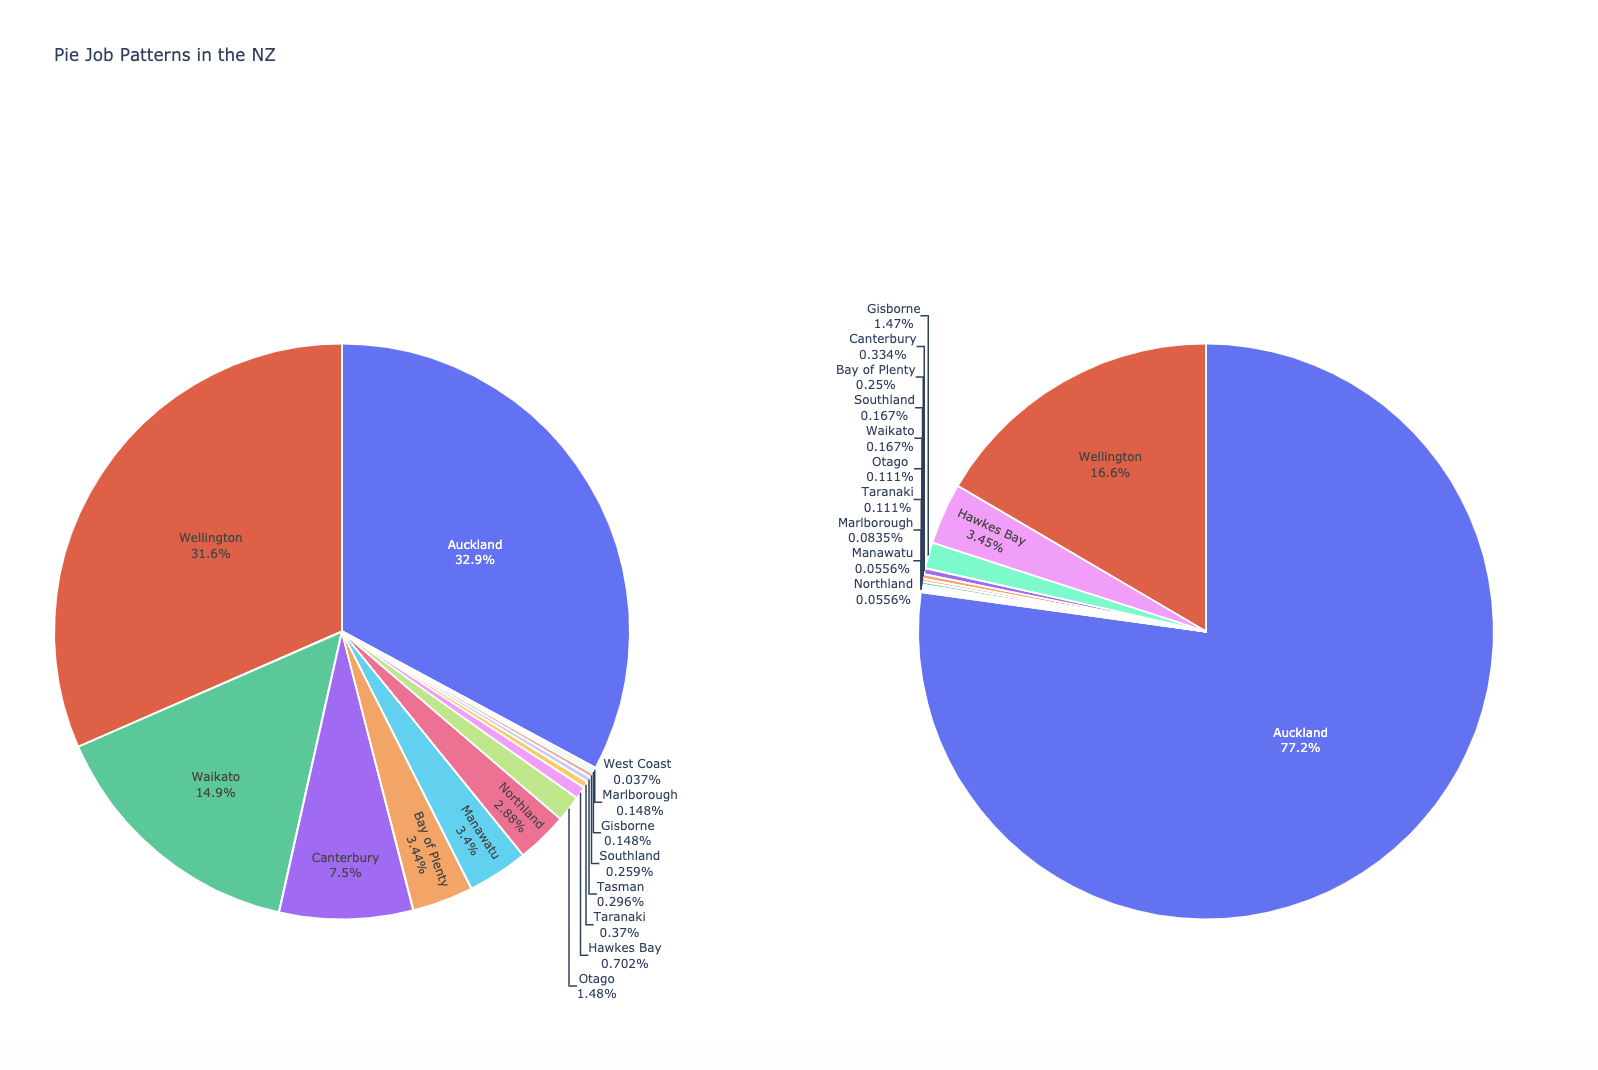 Pie Job Patterns in the NZ
Auckland
32.9%
Wellington
31.6%
Waikato
14.9%
Canterbury
7.5%
Bay of Plenty
3.44%
Manawatu
3.4%
Northland
2.88%
West Coast
0.037%
Marlborough
0.148%
Gisborne
0.148%
Southland
0.259%
Tasman
0.296%
Taranaki
0.37%
Hawkes Bay
0.702%
Otago
1.48%
Gisborne
1.47%
Canterbury
0.334%
Bay of Plenty
0.25%
Southland
0.167%
Waikato
0.167%
Otago
0.111%
Taranaki
0.111%
Marlborough
0.0835%
Manawatu
0.0556%
Northland
0.0556%
Wellington
16.6%
Hawkes Bay
3.45%
Auckland
77.2%